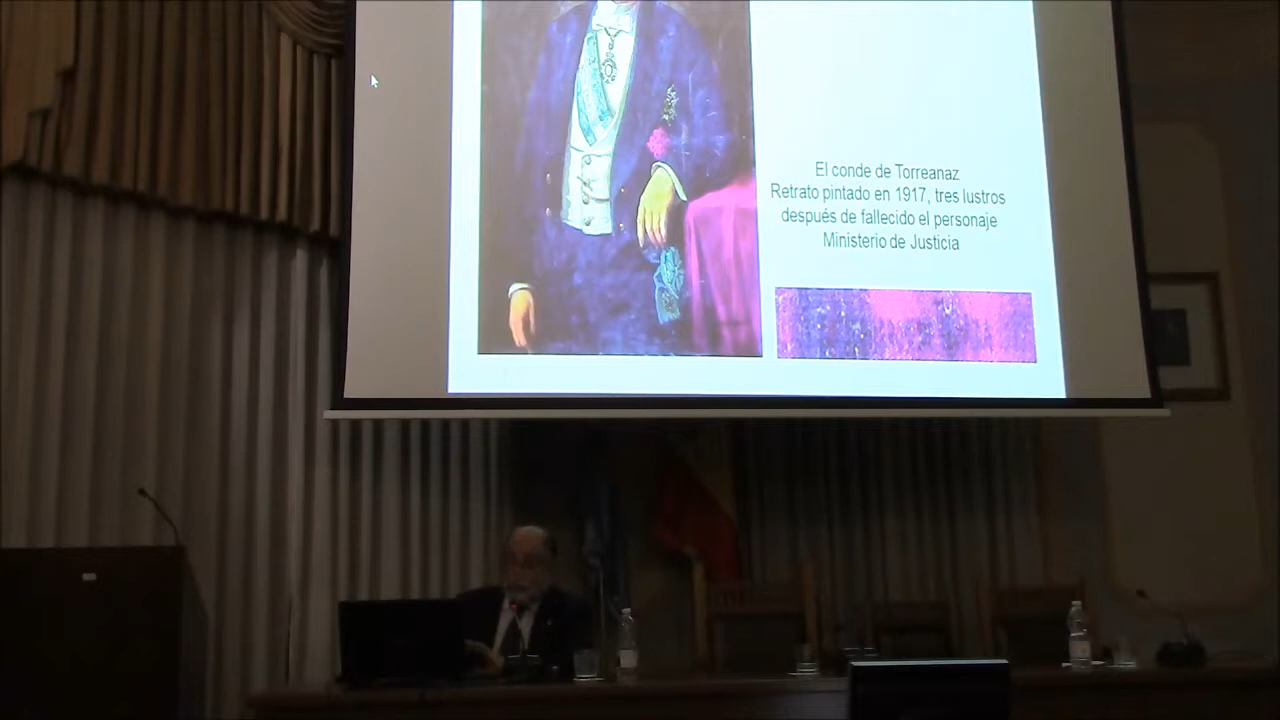 El conde de Torreanaz
Retrato pintado en 1917, tres lustros
después de fallecido el personaje
Ministerio de Justicia